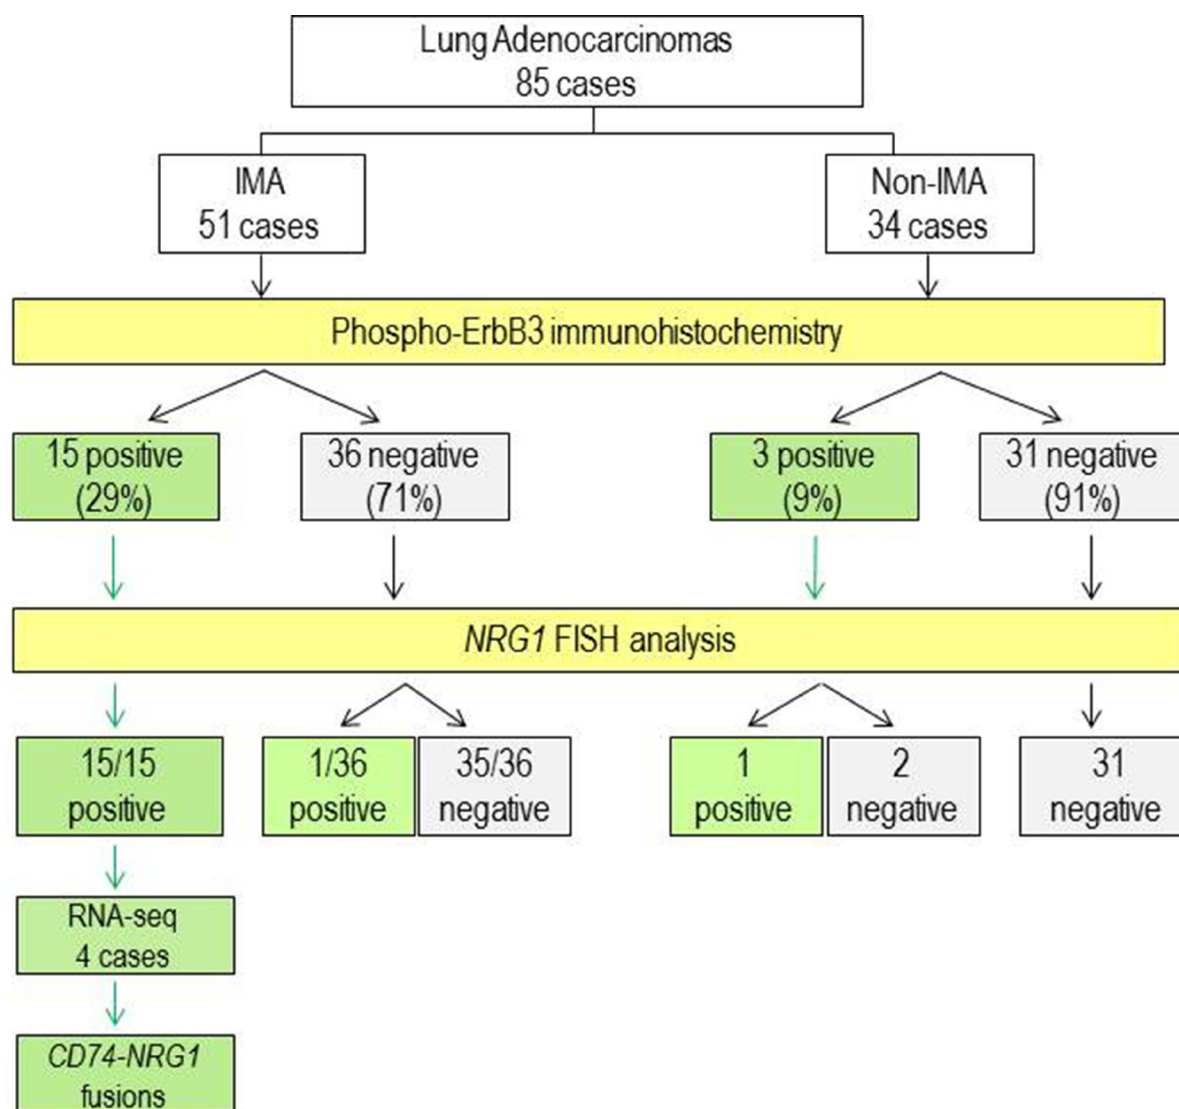 Lung Adenocarcinomas
85 cases
IMA
51 cases
Non-IMA
34 cases
Phospho-ErbB3 immunohistochemistry
15 positive
(29%)
36 negative
(71%)
3 positive
(9%)
31 negative
(91%)
NRG1 FISH analysis
15/15
positive
1/36
positive
35/36
negative
1
positive
2
negative
31
negative
RNA-seq
4 cases
CD74-NRG1
fusions